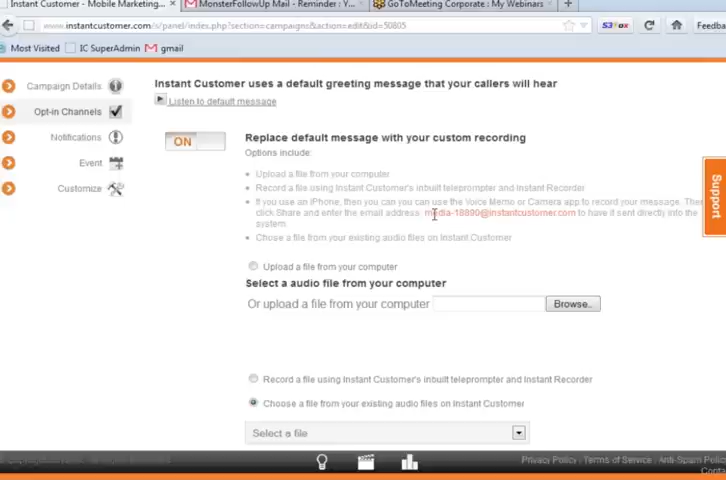 Instant Customer - Mobile Marketing...
MonsterFollowUp Mail - Reminder : Y...
GoToMeeting Corporate : My Webinars
www.instantcustomer.com/s/panel/index.php?section=campaigns&action=edit&id=50805
Feedba
Most Visited
IC SuperAdmin
gmail
Campaign Details
Opt-in Channels
Notifications
Event
Customize
Instant Customer uses a default greeting message that your callers will hear
Listen to default message
ON
Replace default message with your custom recording
Options include:
Upload a file from your computer
Record a file using Instant Customer's inbuilt teleprompter and Instant Recorder
If you use an iPhone, then you can you can use the Voice Memo or Camera app to record your message. Then
click Share and enter the email address media-18890@instantcustomer.com to have it sent directly into the
system.
Chose a file from your existing audio files on Instant Customer
Support
Upload a file from your computer
Select a audio file from your computer
Or upload a file from your computer
Browse..
Record a file using Instant Customer's inbuilt teleprompter and Instant Recorder
Choose a file from your existing audio files on Instant Customer
Select a file
Privacy Policy : Terms of Service : Anti-Spam Policy
Conta